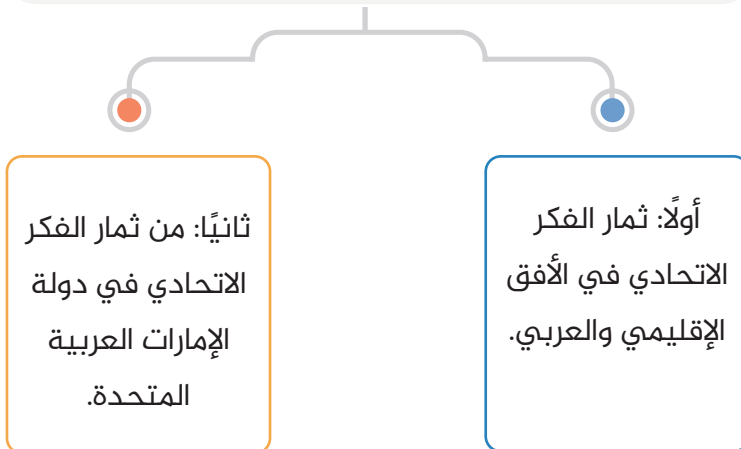 أولًا: ثمار الفكر
الاتحادي في الأفق
الإقليمي والعربي.
ثانيًا: من ثمار الفكر
الاتحادي في دولة
الإمارات العربية
المتحدة.